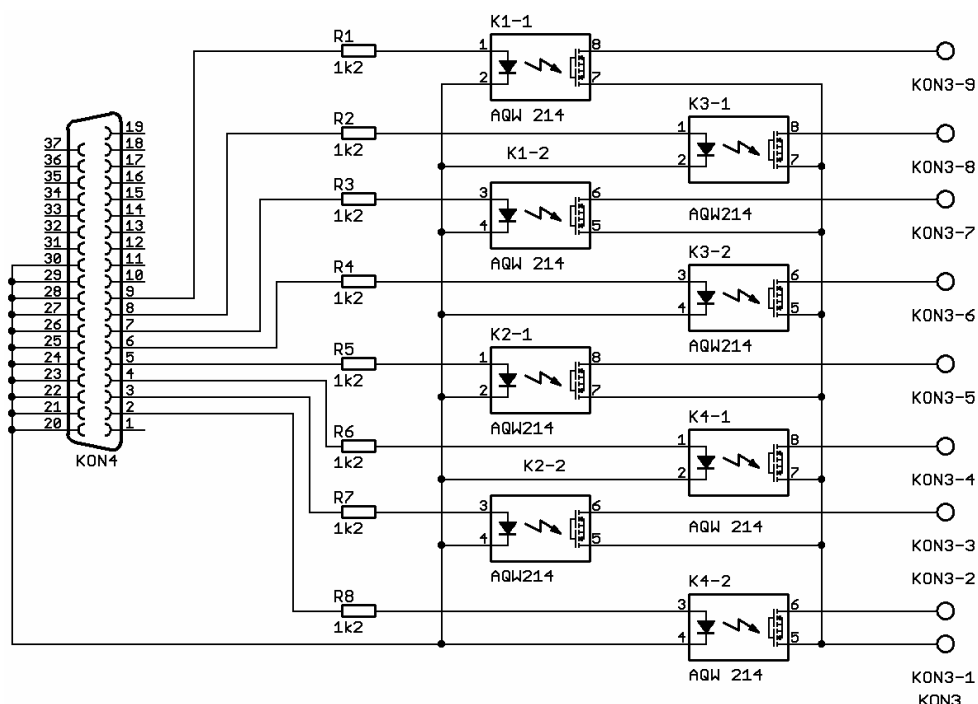 K1-1
R1
1k2
1
2
8
7
AQW 214
KON3-9
K3-1
R2
1k2
1
2
8
7
AQW214
KON3-8
K1-2
R3
1k2
3
4
6
5
AQW 214
KON3-7
K3-2
R4
1k2
3
4
6
5
AQW214
KON3-6
K2-1
R5
1k2
1
2
8
7
AQW214
KON3-5
K4-1
R6
1k2
1
2
8
7
AQW 214
KON3-4
K2-2
R7
1k2
3
4
6
5
AQW214
KON3-3
KON3-2
K4-2
R8
1k2
3
4
6
5
AQW 214
KON3-1
KON3
37
36
35
34
33
32
31
30
29
28
27
26
25
24
23
22
21
20
19
18
17
16
15
14
13
12
11
10
9
8
7
6
5
4
3
2
1
KON4